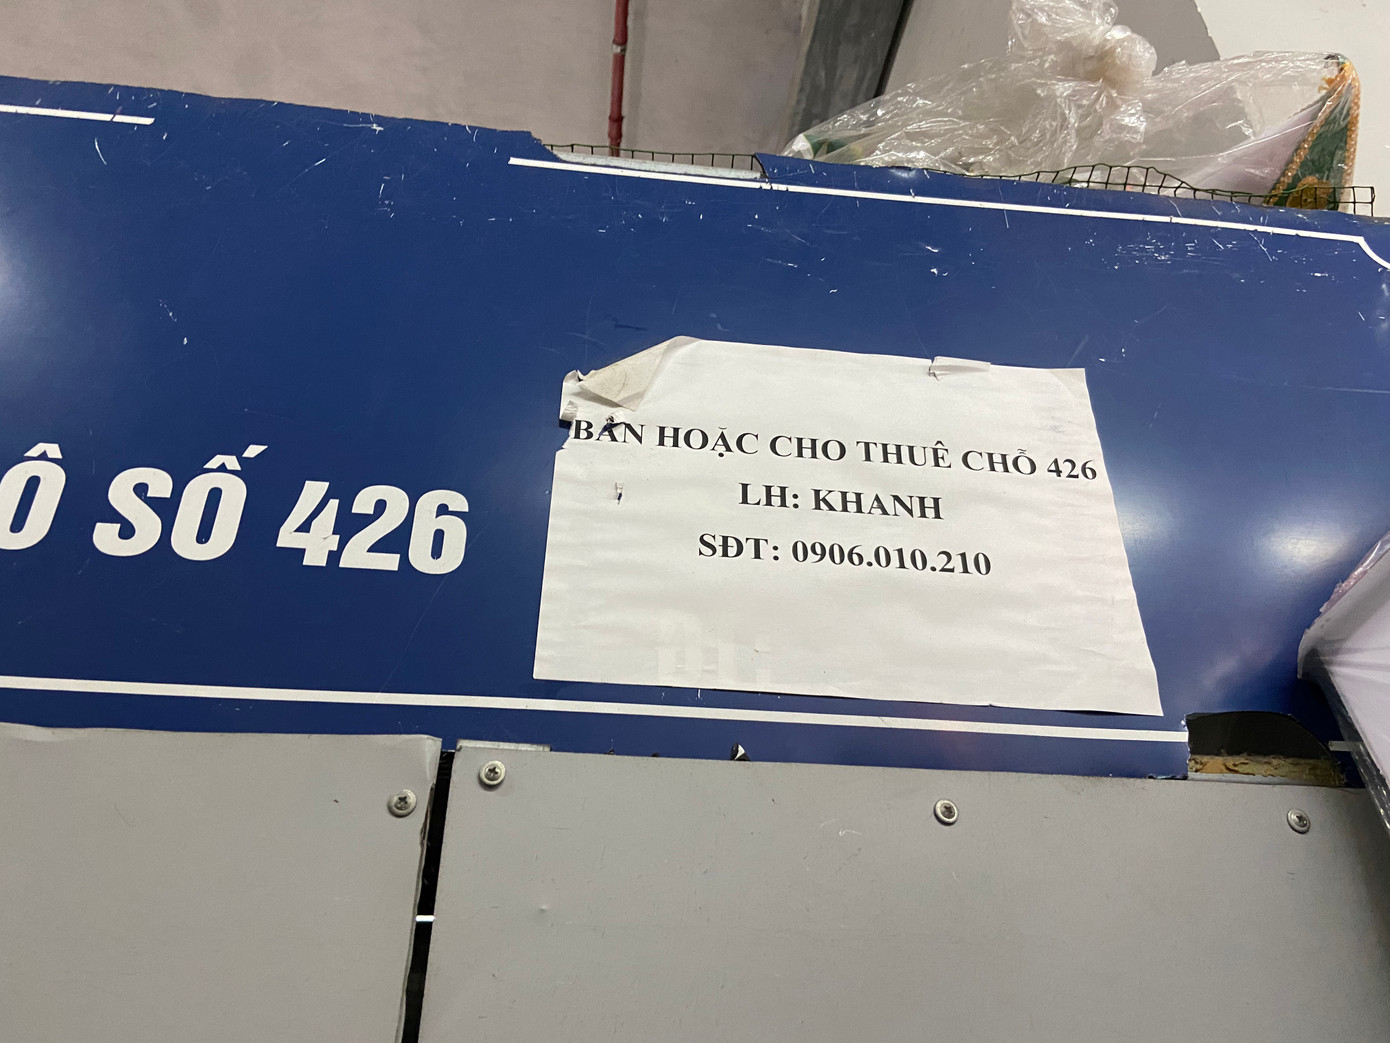 Ô SỐ 426
BÁN HOẶC CHO THUÊ CHỖ 426
LH: KHANH
SĐT: 0906.010.210